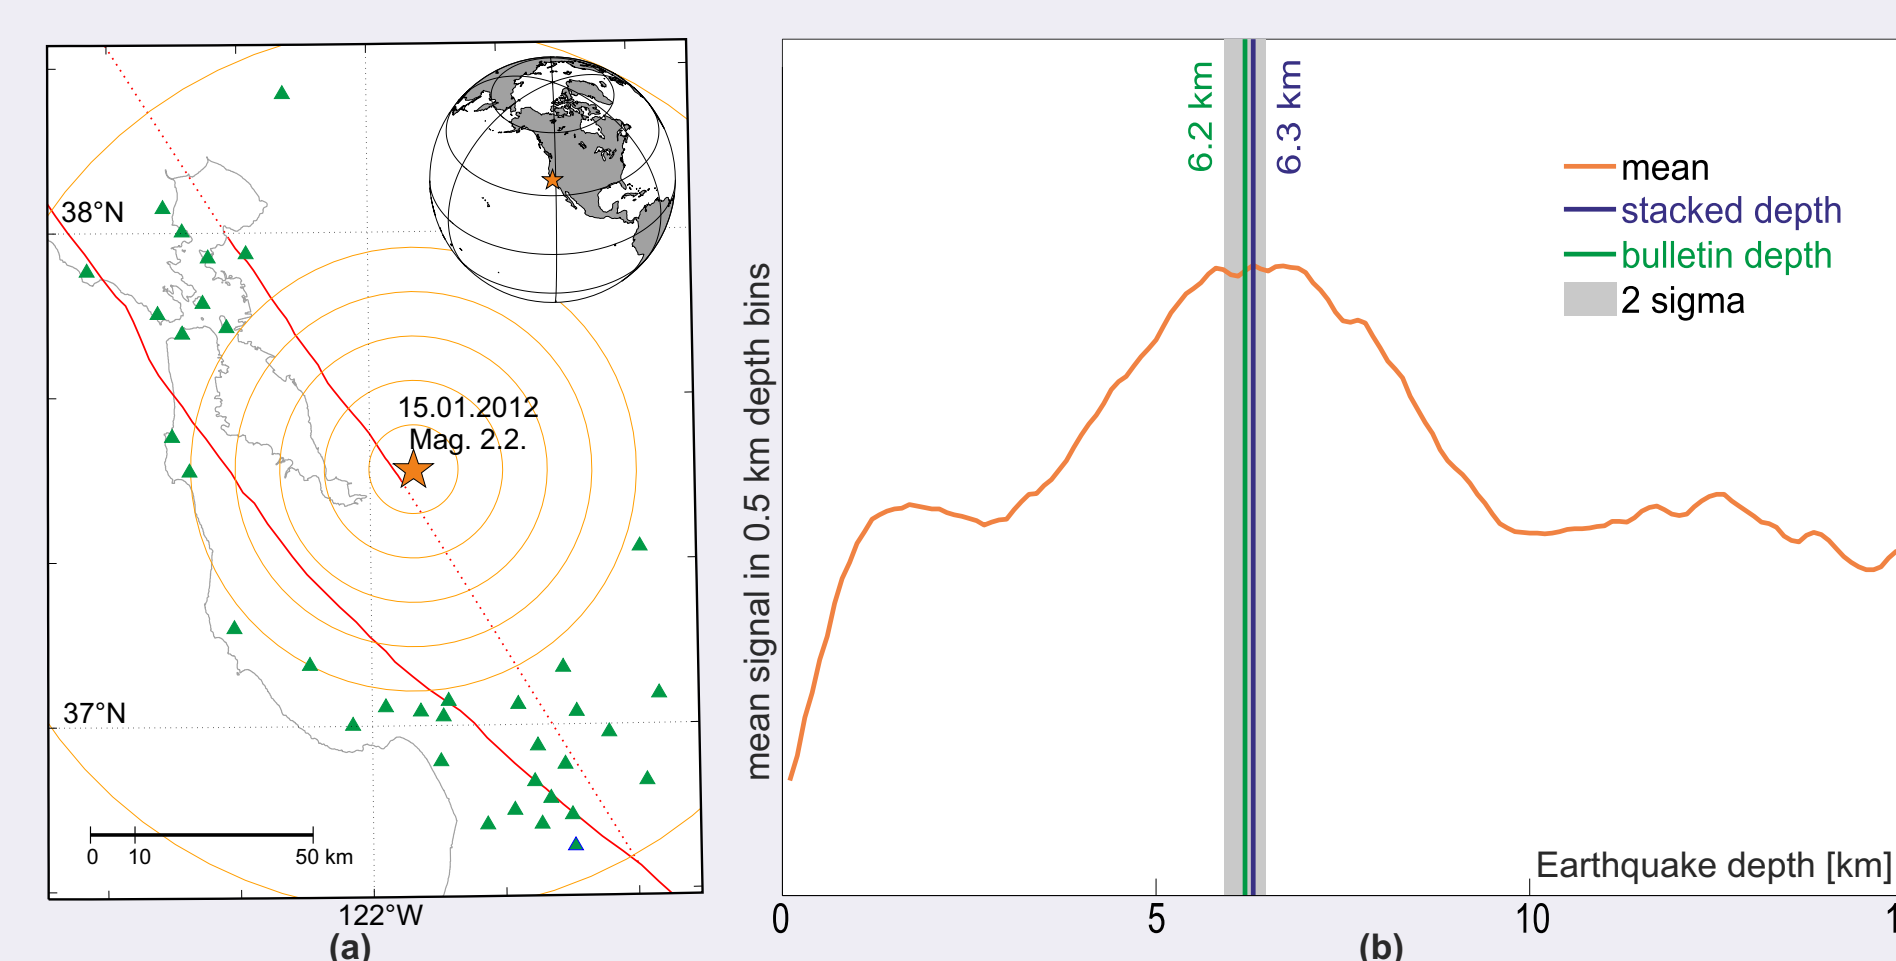 38°N
15.01.2012
Mag. 2.2.
37°N
0 10 50 km
122°W
(a)
6.2 km
6.3 km
mean
stacked depth
bulletin depth
2 sigma
mean signal in 0.5 km depth bins
Earthquake depth [km]
0 5 10
(b)